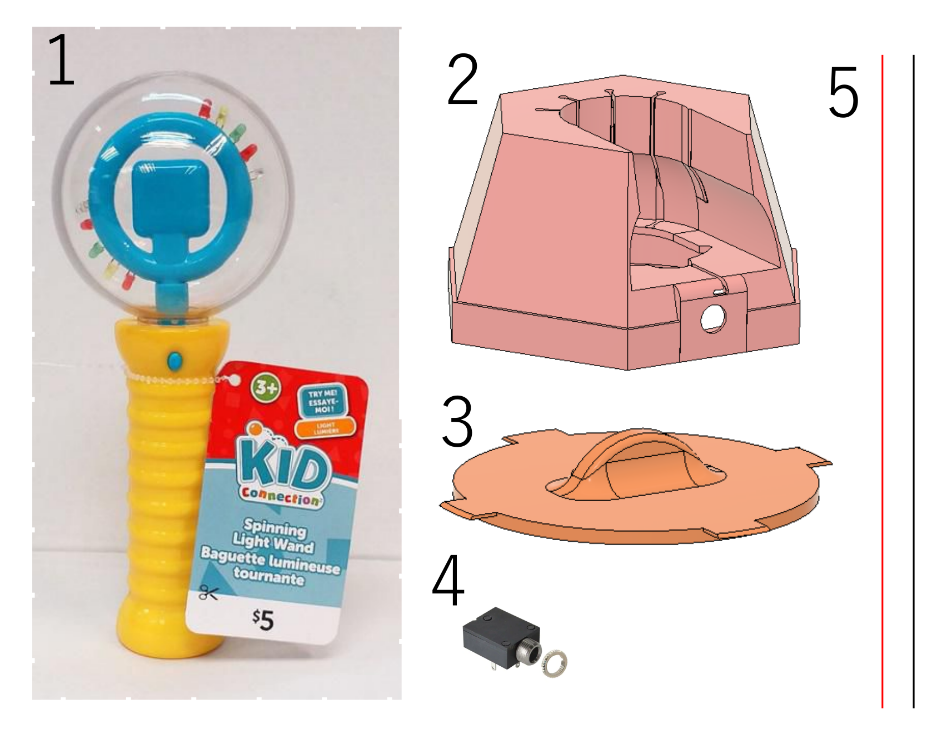 1
2
3
4
5
3+
TRY ME!
ESSAYE-
MOI !
LIGHT
LUMIÈRE
KID
Connection
Spinning
Light Wand
Baguette lumineuse
tournante
$5